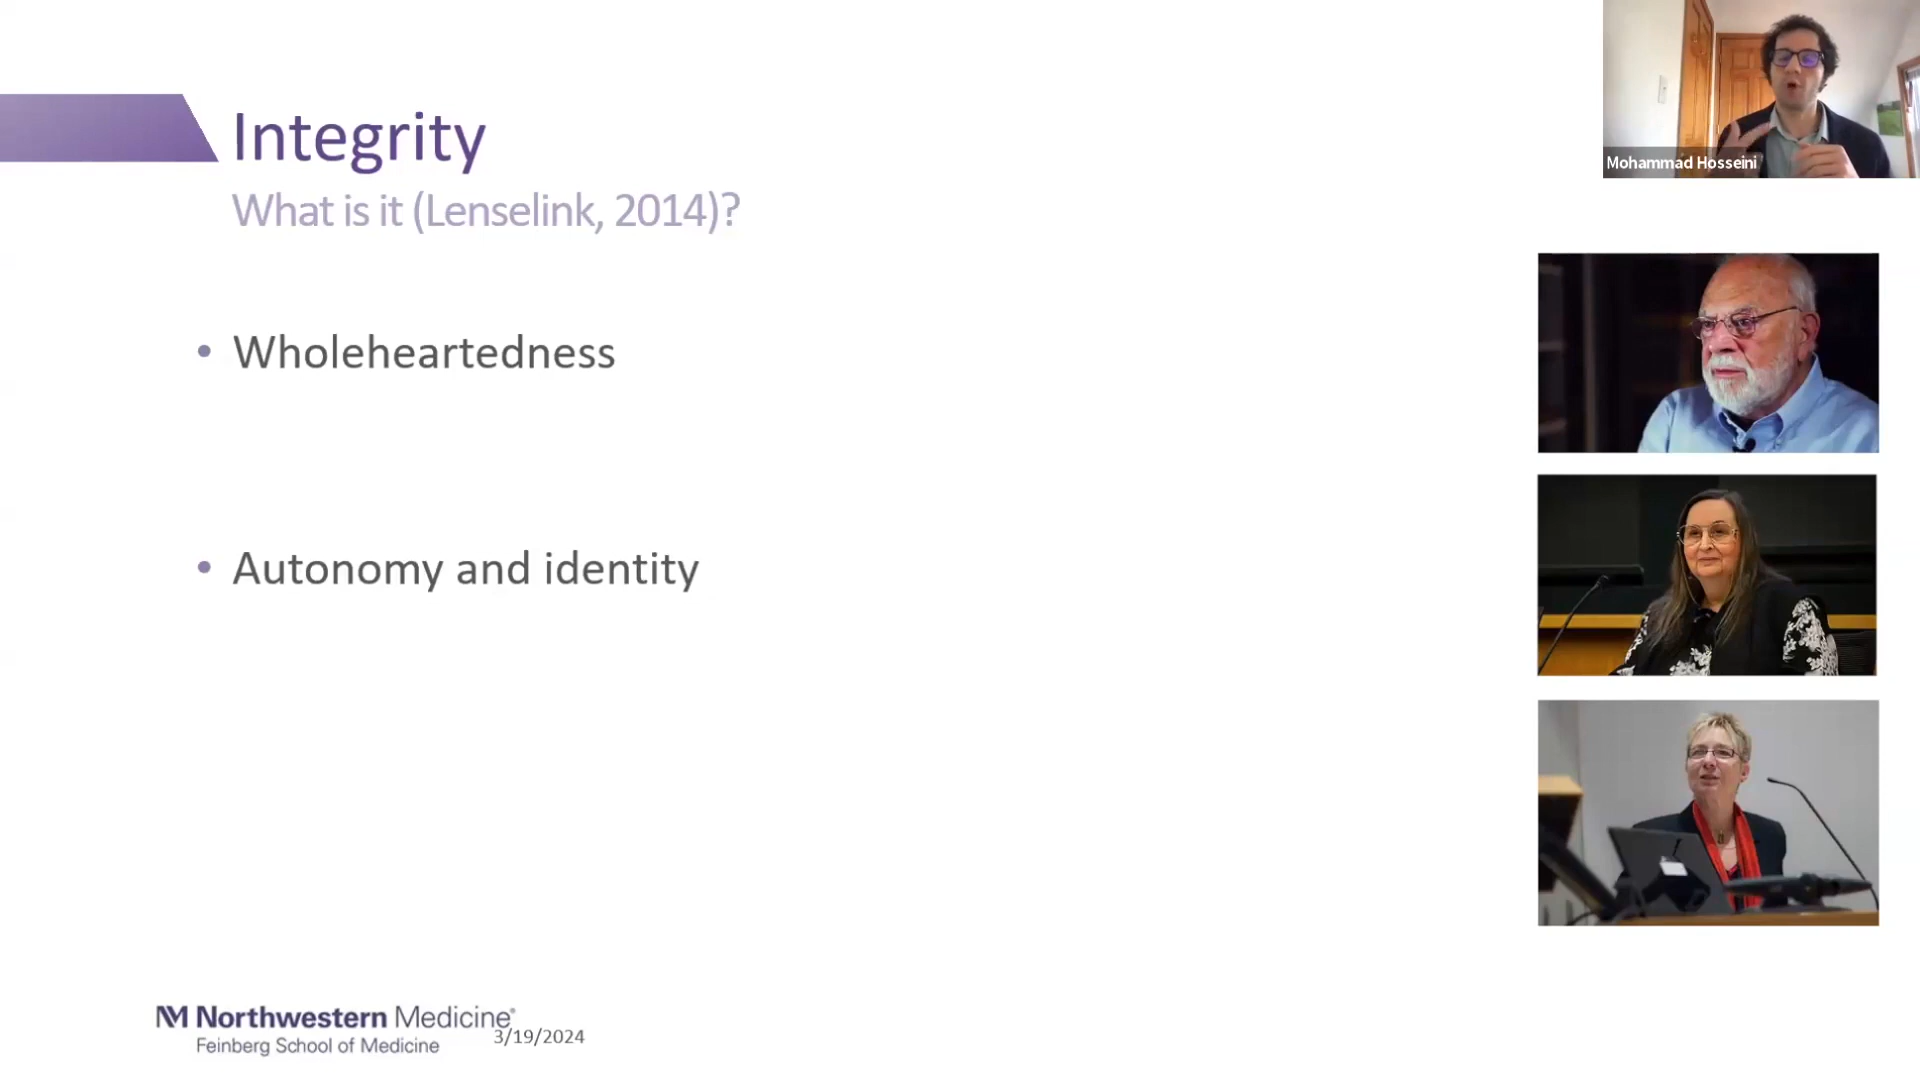 Integrity
What is it (Lenselink, 2014)?
• Wholeheartedness
• Autonomy and identity
Mohammad Hosseini
NM Northwestern Medicine®
Feinberg School of Medicine
3/19/2024